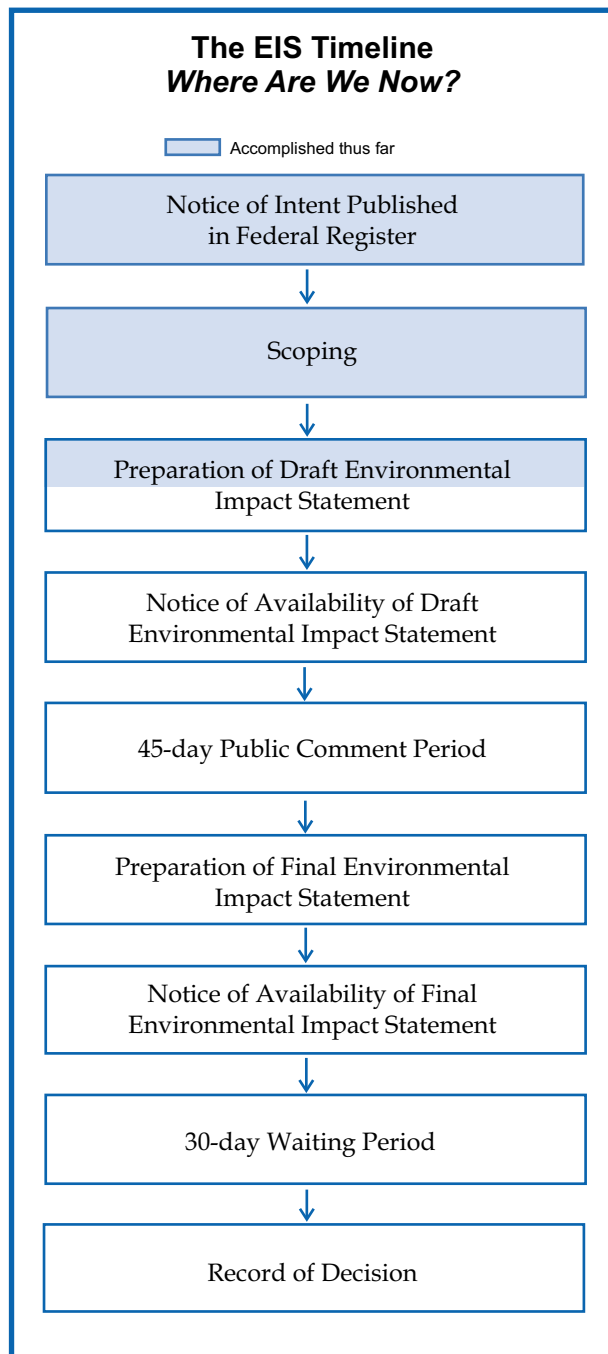 The EIS Timeline
Where Are We Now?
Accomplished thus far
Notice of Intent Published
in Federal Register
Scoping
Preparation of Draft Environmental
Impact Statement
Notice of Availability of Draft
Environmental Impact Statement
45-day Public Comment Period
Preparation of Final Environmental
Impact Statement
Notice of Availability of Final
Environmental Impact Statement
30-day Waiting Period
Record of Decision